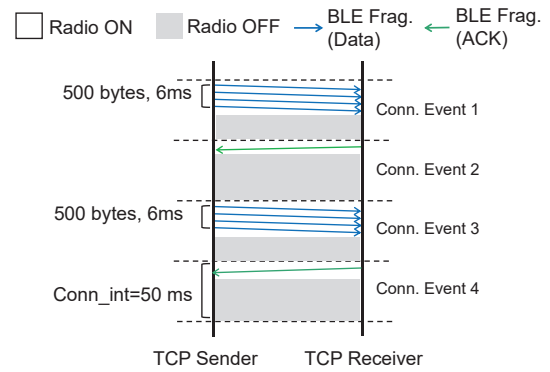 Radio ON
Radio OFF
BLE Frag.
(Data)
BLE Frag.
(ACK)
500 bytes, 6ms
Conn. Event 1
Conn. Event 2
500 bytes, 6ms
Conn. Event 3
Conn_int=50 ms
Conn. Event 4
TCP Sender
TCP Receiver